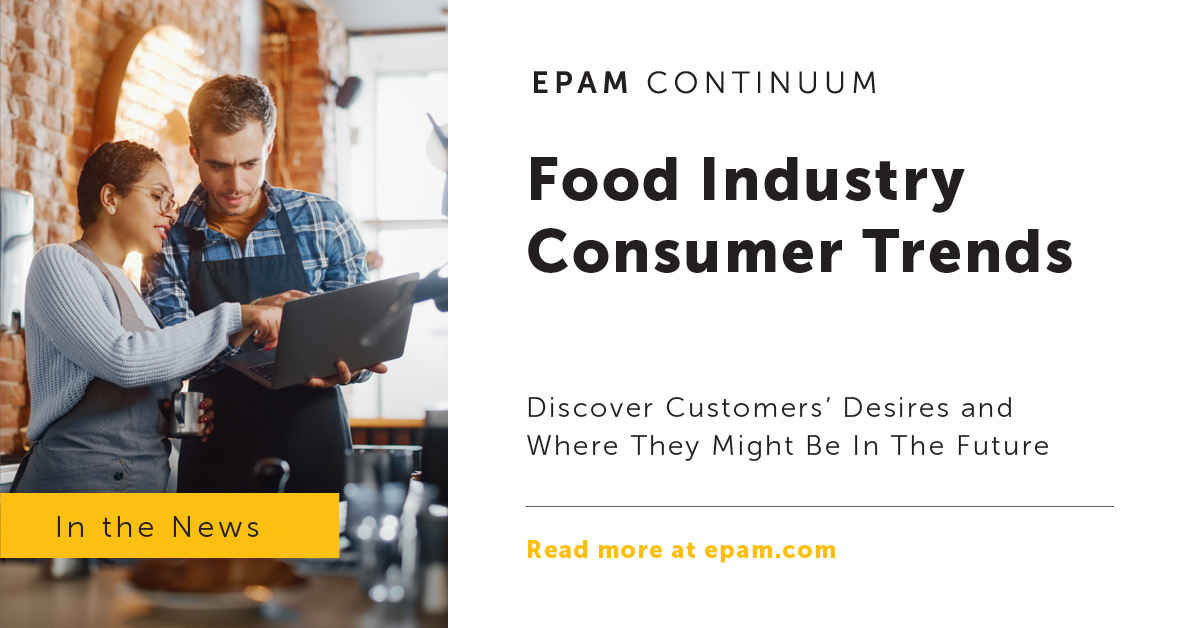 EPAM CONTINUUM
Food Industry
Consumer Trends
Discover Customers’ Desires and
Where They Might Be In The Future
In the News
Read more at epam.com